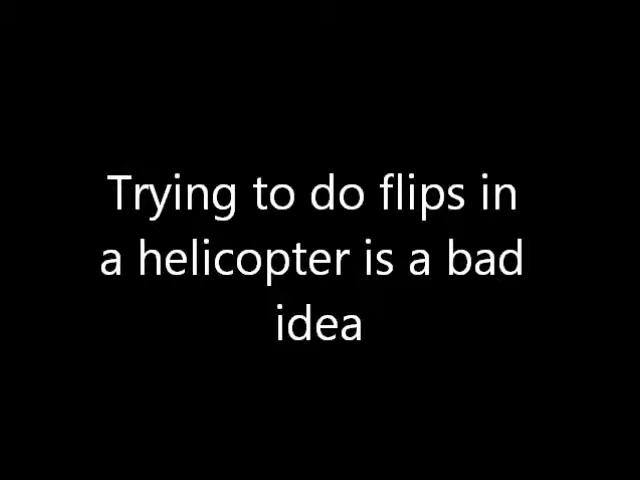 Trying to do flips in
a helicopter is a bad
idea